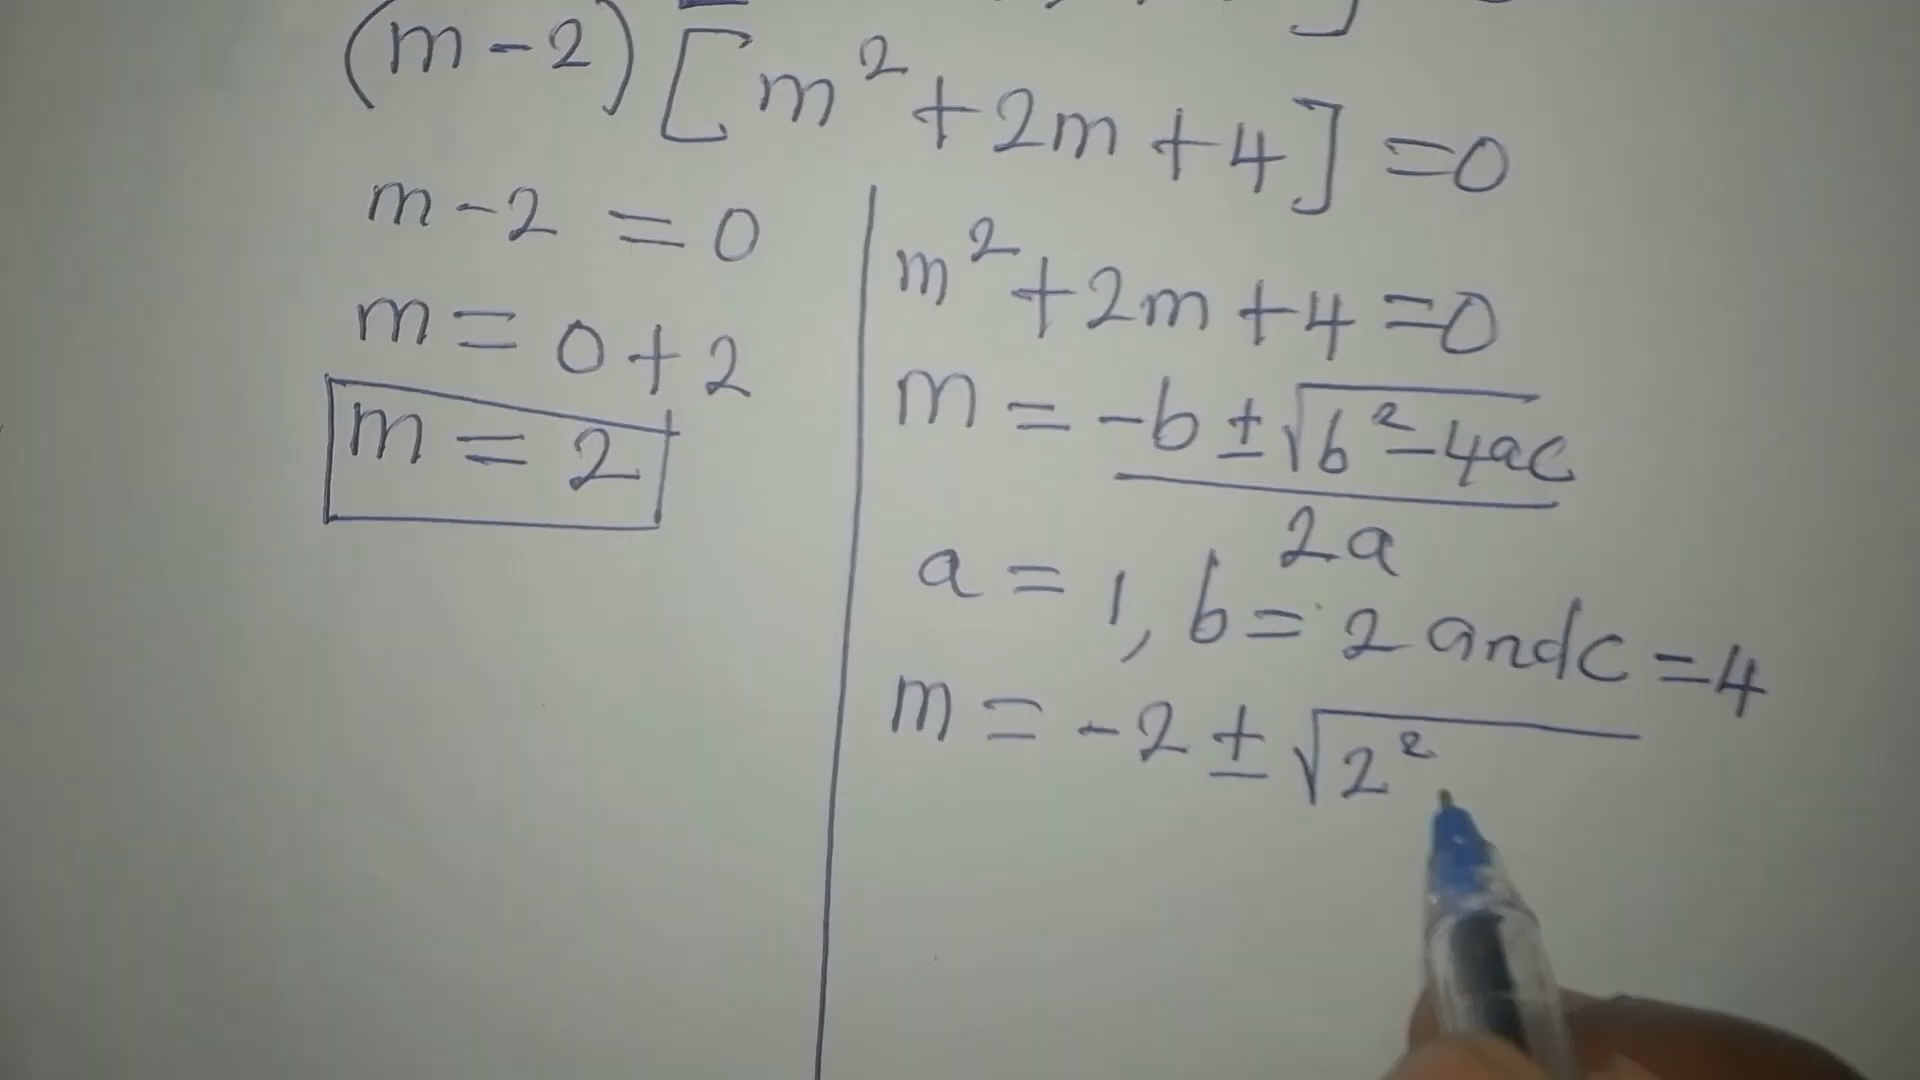 (m-2)[m²+2m+4]=0
m-2=0
m=0+2
m=2
m²+2m+4=0
m=-b±√b²-4ac
2a
a=1, b=2 and c=4
m=-2±√2²